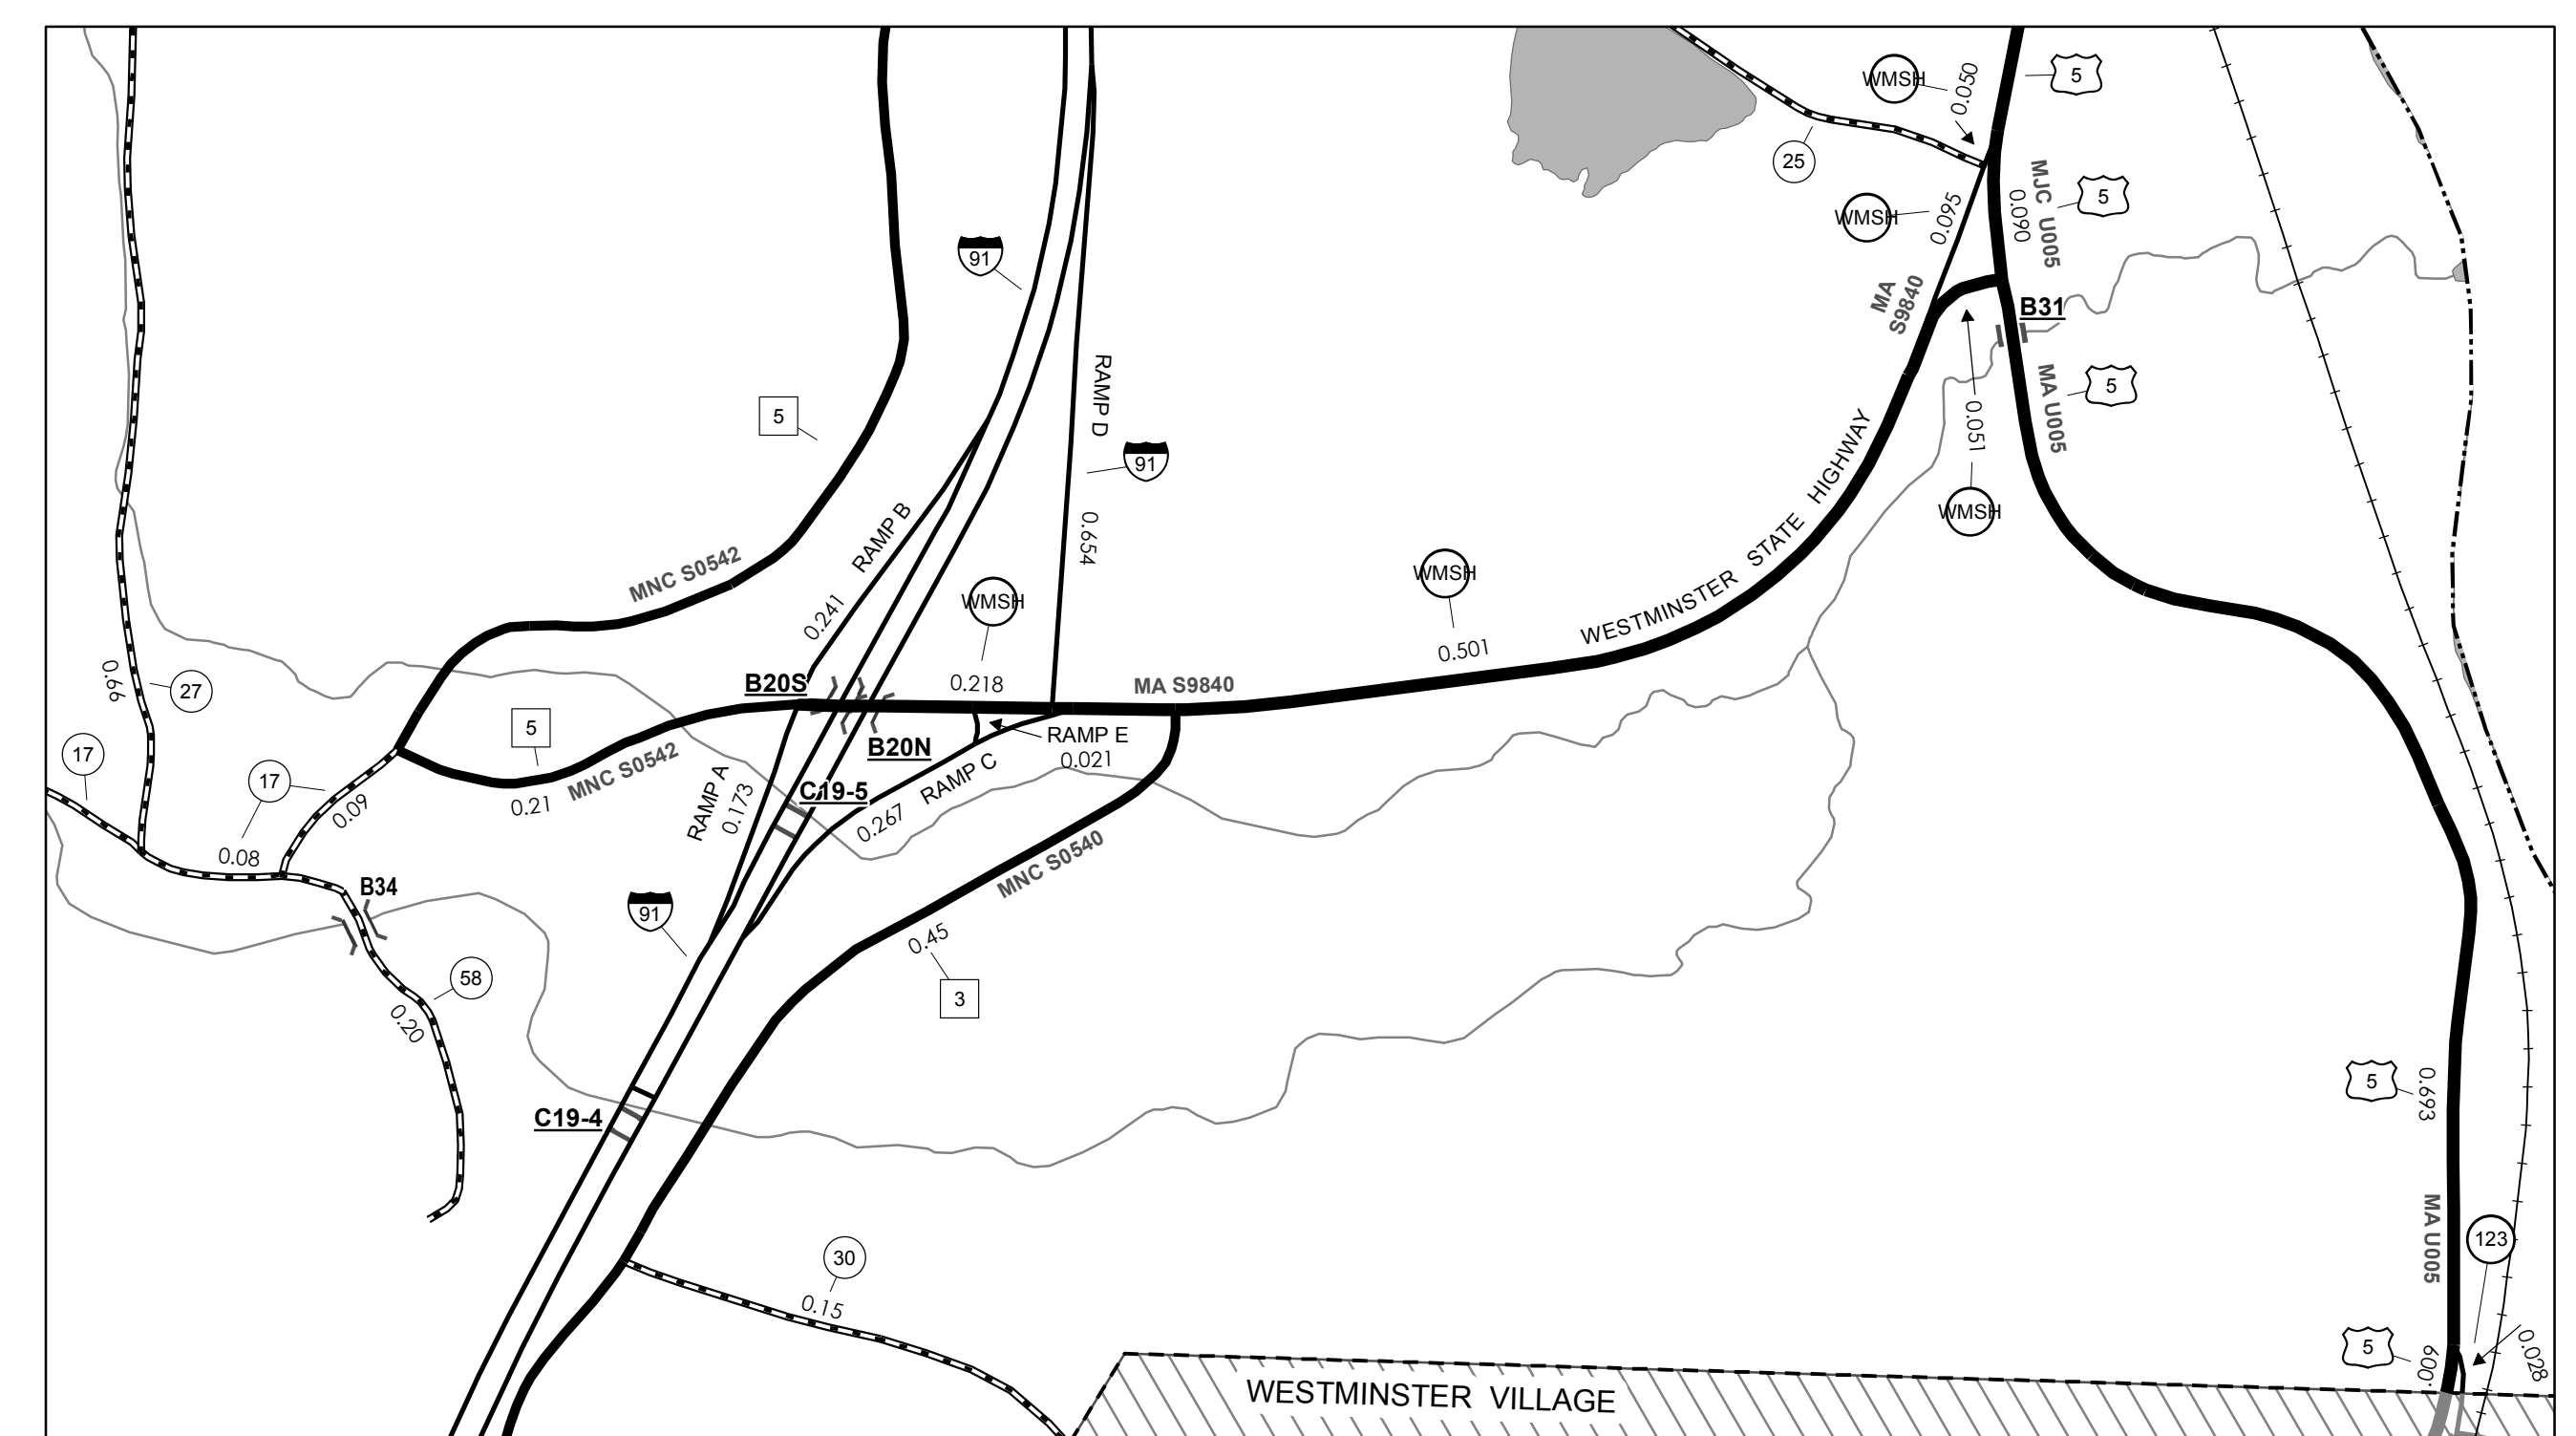 WMSH
0.050
5
25
MJC U005
0.090
5
WMSH
0.095
91
MA
S9840
B31
RAMP D
MA U005
5
5
0.051
91
WESTMINSTER STATE HIGHWAY
WMSH
RAMP B
0.654
MNC S0542
WMSH
WMSH
0.241
0.501
0.66
27
B20S
0.218
MA S9840
5
RAMP E
0.021
B20N
17
17
MNC S0542
RAMP A
0.173
C19-5
RAMP C
0.267
0.21
0.09
0.08
MNC S0540
B34
91
0.45
58
3
0.20
5
0.693
C19-4
MA U005
123
30
0.15
5
.009
0.028
WESTMINSTER VILLAGE